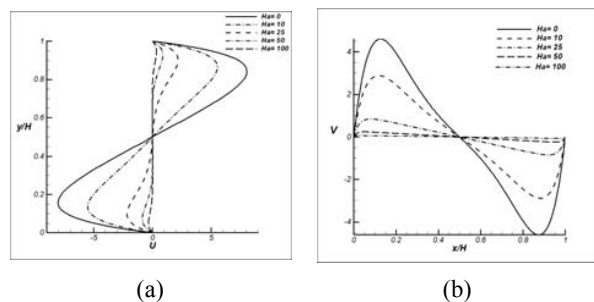 Ha= 0
Ha= 10
Ha= 25
Ha= 50
Ha= 100
1
0.8
0.6
y/H
0.4
0.2
0
-5 0 5
U
Ha= 0
Ha= 10
Ha= 25
Ha= 50
Ha= 100
4
2
V 0
-2
-4
0 0.2 0.4 0.6 0.8 1
x/H
(a) (b)